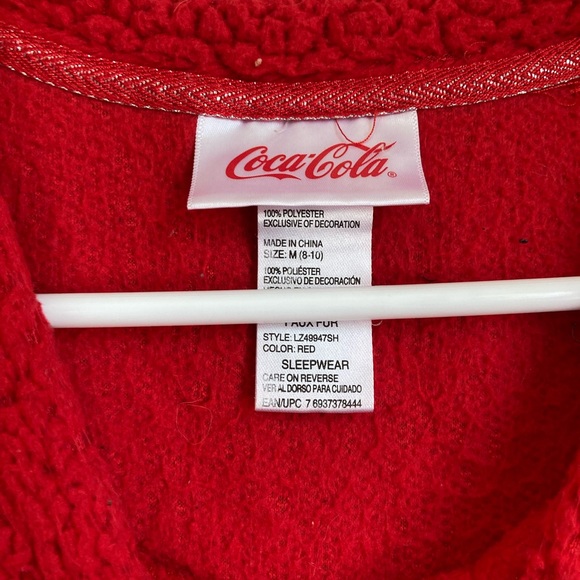 Coca-Cola®
100% POLYESTER
EXCLUSIVE OF DECORATION
MADE IN CHINA
SIZE: M (8-10)
100% POLIÉSTER
EXCLUSIVO DE DECORACIÓN
FAUX FUR
STYLE: LZ49947SH
COLOR: RED
SLEEPWEAR
CARE ON REVERSE
VER AL DORSO PARA CUIDADO
EAN/UPC 7 6937378444